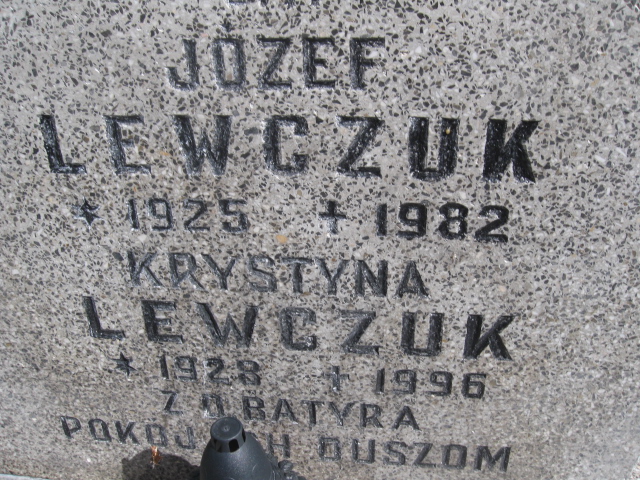 JÓZEF
LEWCZUK
* 1925 + 1982
KRYSTYNA
LEWCZUK
* 1928 + 1996
Z D. BATYRA
POKÓJ DUSZOM